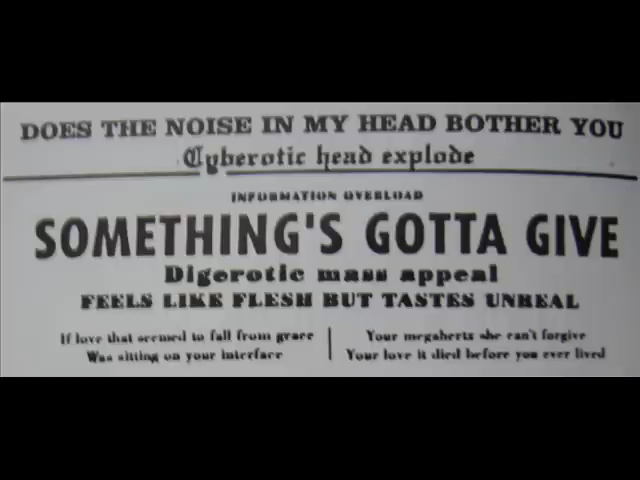 DOES THE NOISE IN MY HEAD BOTHER YOU
Cyberotic head explode
INFORMATION OVERLOAD
SOMETHING'S GOTTA GIVE
Digerotic mass appeal
FEELS LIKE FLESH BUT TASTES UNREAL
If love that seemed to fall from grace
Was sitting on your interface
Your megahertz she can't forgive
Your love it died before you ever lived